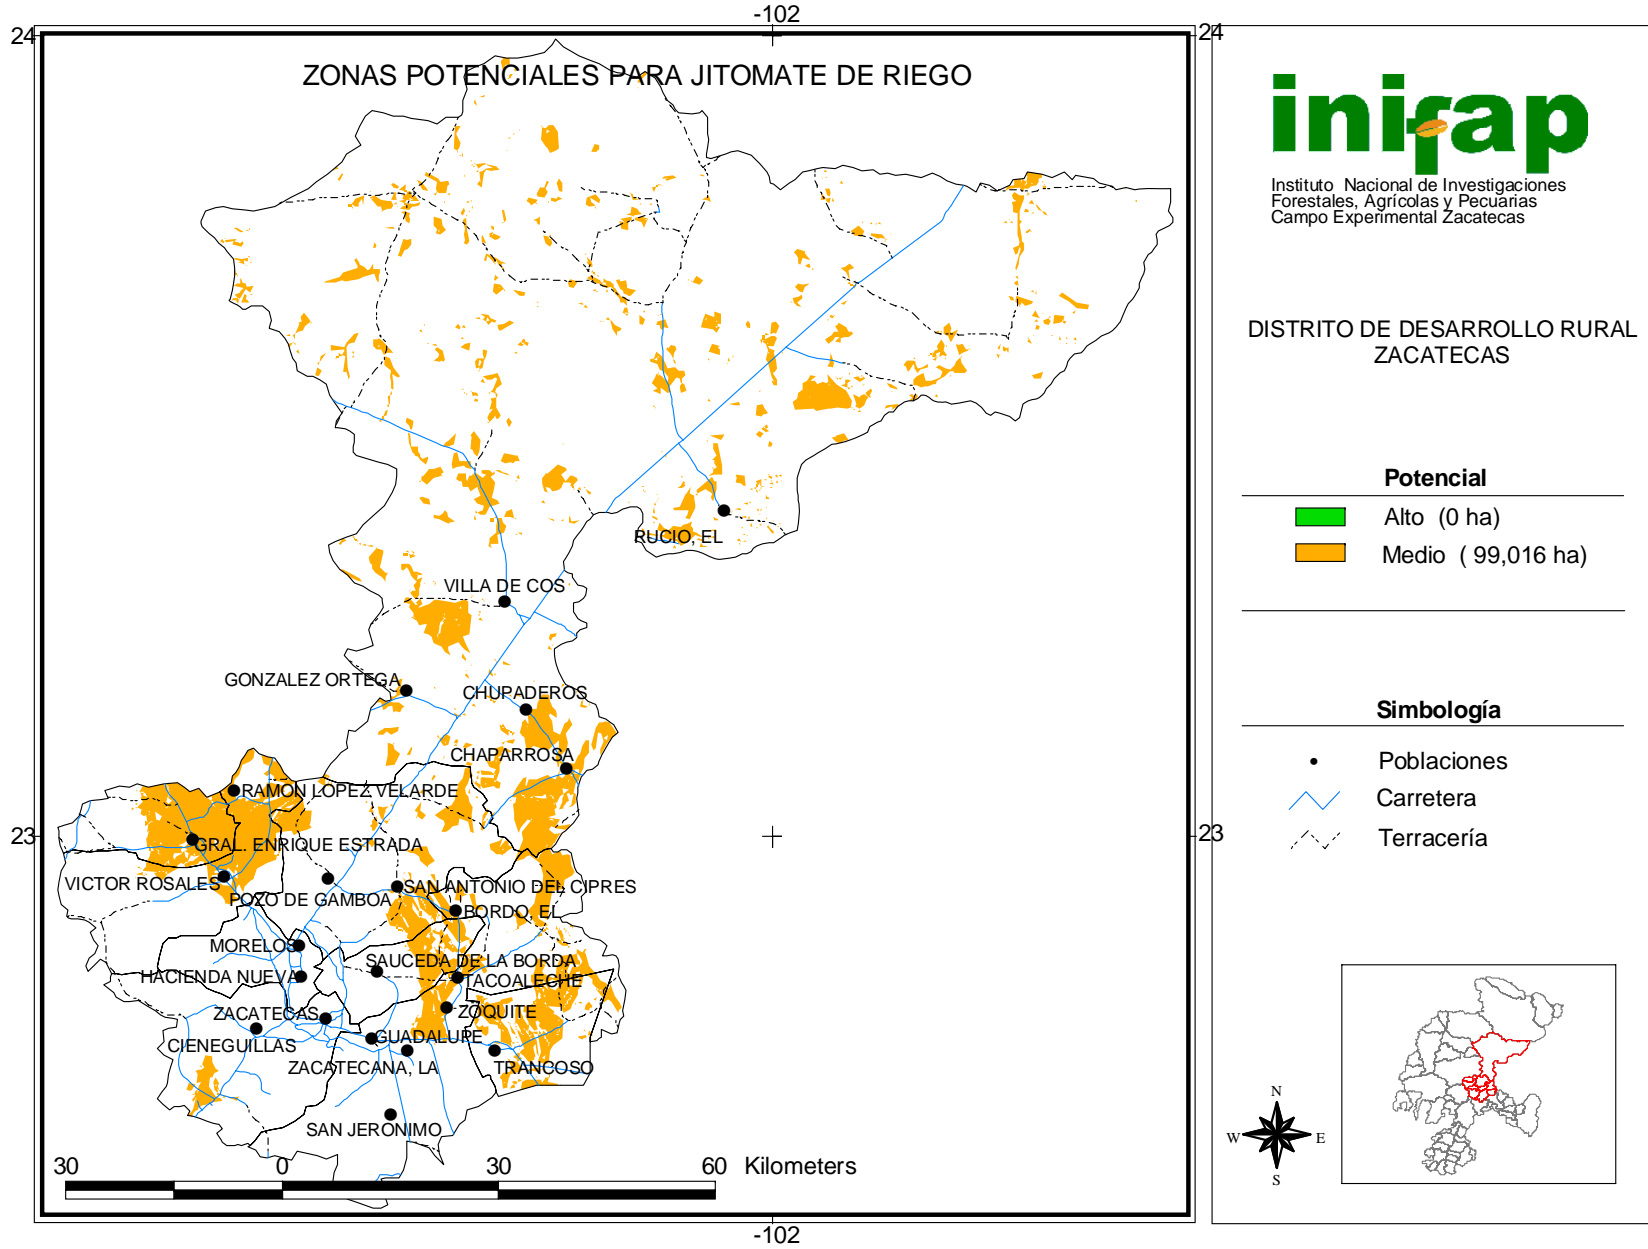 -102
24
24
ZONAS POTENCIALES PARA JITOMATE DE RIEGO
inifap
Instituto Nacional de Investigaciones
Forestales, Agrícolas y Pecuarias
Campo Experimental Zacatecas
DISTRITO DE DESARROLLO RURAL
ZACATECAS
Potencial
Alto (0 ha)
Medio ( 99,016 ha)
Simbología
Poblaciones
Carretera
Terracería
RUCIO, EL
VILLA DE COS
GONZALEZ ORTEGA
CHUPADEROS
CHAPARROSA
RAMON LOPEZ VELARDE
23
23
GRAL. ENRIQUE ESTRADA
VICTOR ROSALES
SAN ANTONIO DEL CIPRES
POZO DE GAMBOA
BORDO, EL
MORELOS
SAUCEDA DE LA BORDA
HACIENDA NUEVA
TACOALECHE
ZACATECAS
ZOQUITE
CIENEGUILLAS
GUADALUPE
ZACATECANA, LA
TRANCOSO
SAN JERONIMO
30 0 30 60 Kilometers
N
W E
S
-102